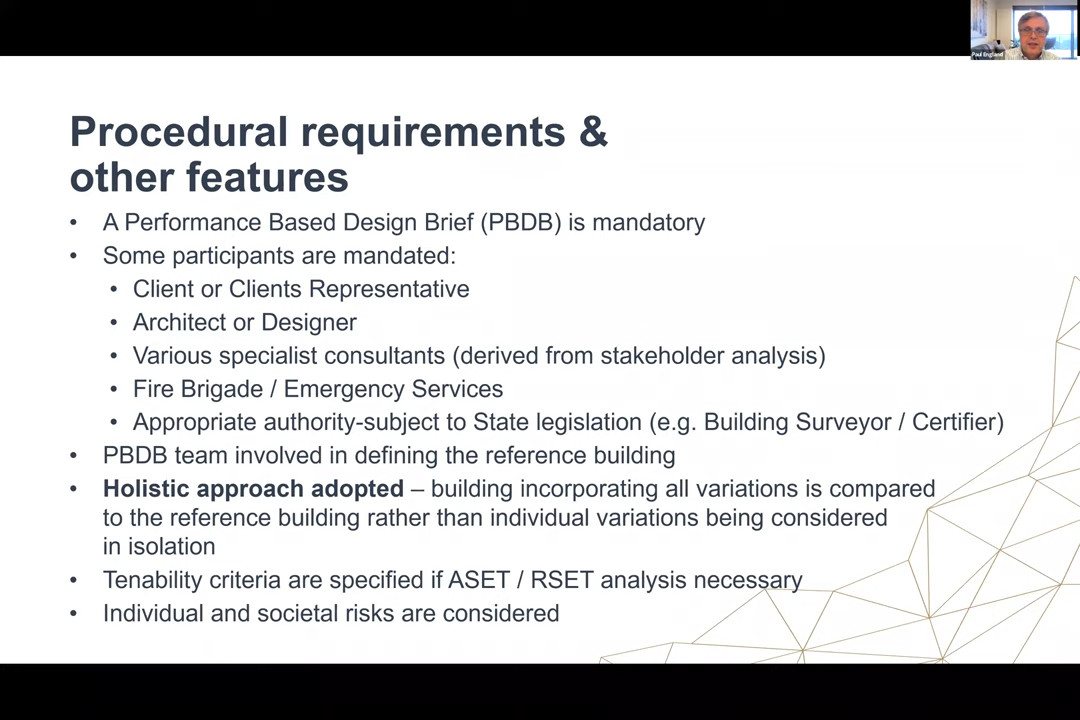 Paul England
Procedural requirements &
other features
• A Performance Based Design Brief (PBDB) is mandatory
• Some participants are mandated:
• Client or Clients Representative
• Architect or Designer
• Various specialist consultants (derived from stakeholder analysis)
• Fire Brigade / Emergency Services
• Appropriate authority-subject to State legislation (e.g. Building Surveyor / Certifier)
• PBDB team involved in defining the reference building
• Holistic approach adopted – building incorporating all variations is compared
to the reference building rather than individual variations being considered
in isolation
• Tenability criteria are specified if ASET / RSET analysis necessary
• Individual and societal risks are considered